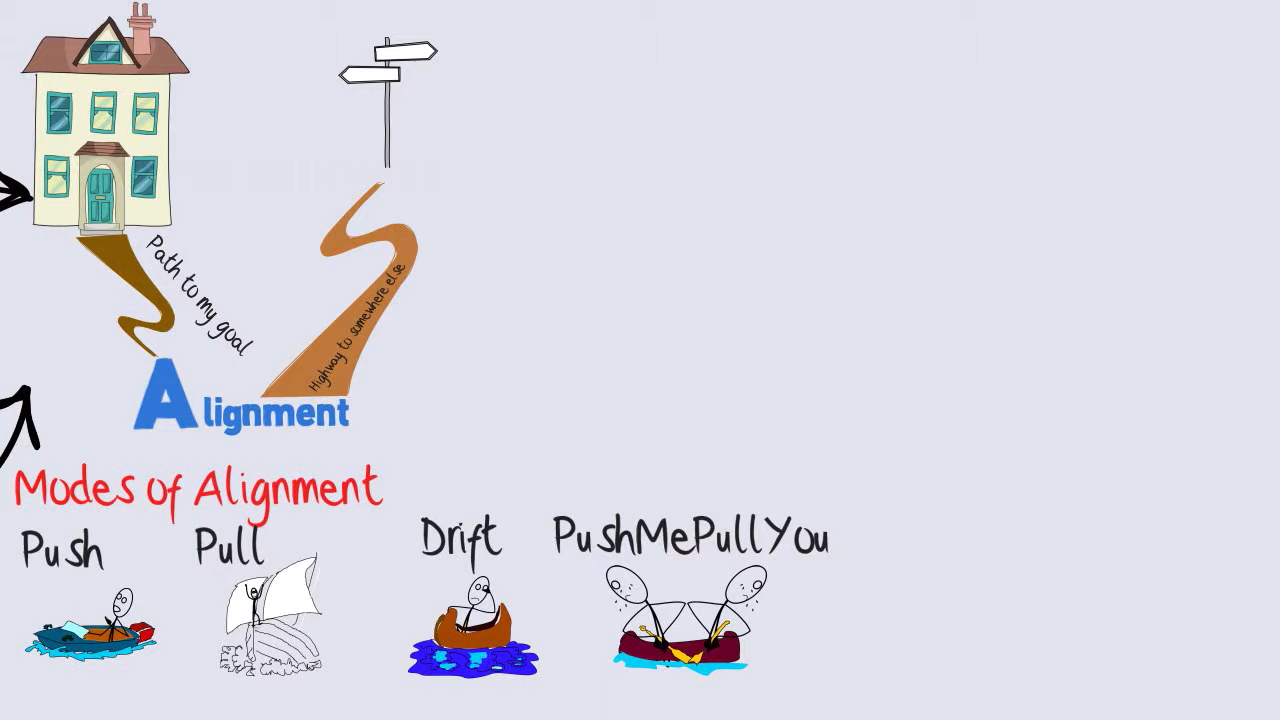 Path to my goal
Highway to somewhere else
Alignment
Modes of Alignment
Push
Pull
Drift
PushMePullYou